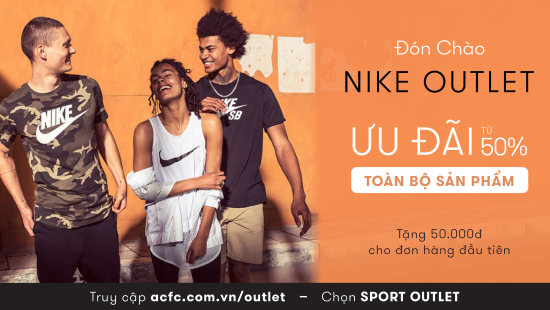 NIKE
NIKE
SB
Đón Chào
NIKE OUTLET
ƯU ĐÃI TỪ 50%
TOÀN BỘ SẢN PHẨM
Tặng 50.000đ
cho đơn hàng đầu tiên
Truy cập acfc.com.vn/outlet – Chọn SPORT OUTLET